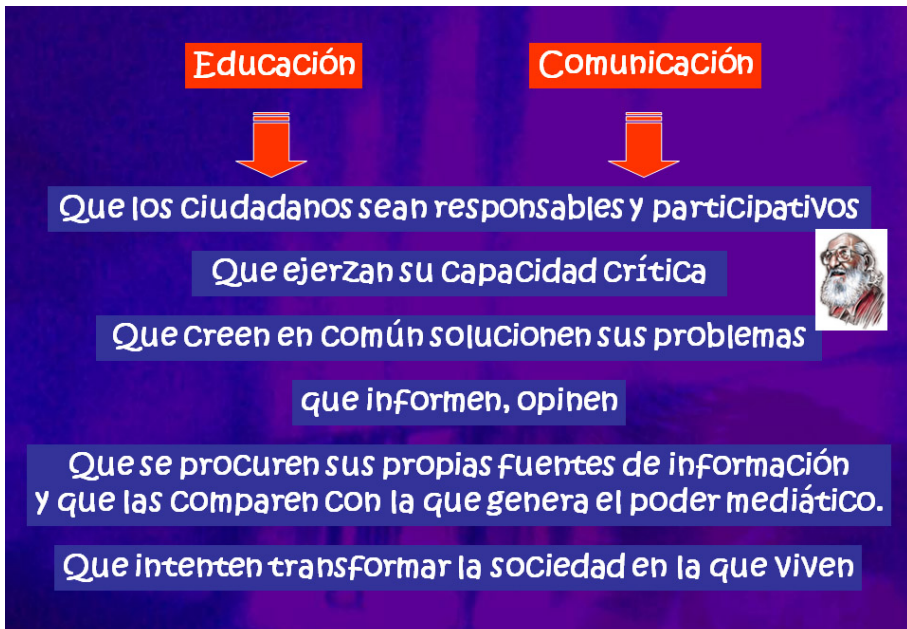 Educación
Comunicación
Que los ciudadanos sean responsables y participativos
Que ejerzan su capacidad crítica
Que creen en común solucionen sus problemas
que informen, opinen
Que se procuren sus propias fuentes de información
y que las comparen con la que genera el poder mediático.
Que intenten transformar la sociedad en la que viven